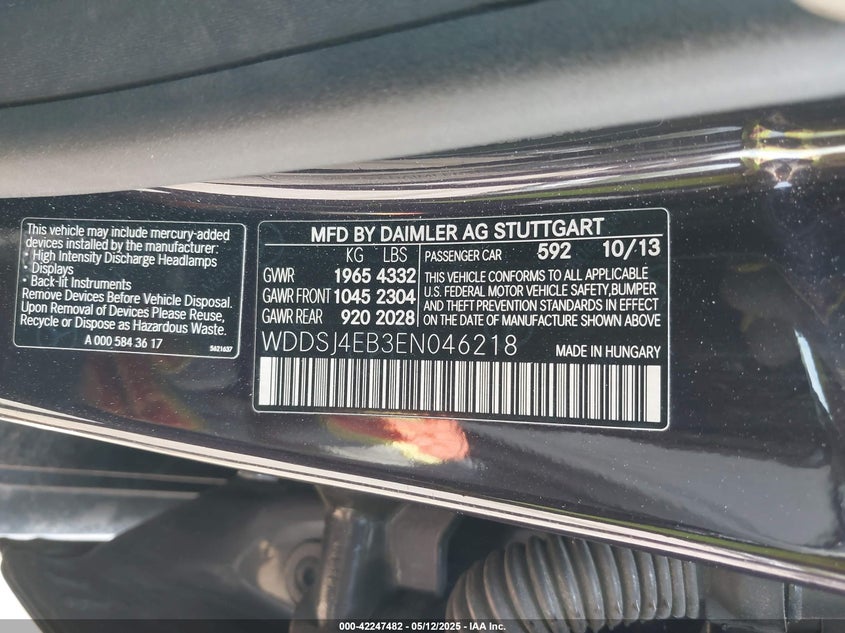 This vehicle may include mercury-added
devices installed by the manufacturer:
• High Intensity Discharge Headlamps
• Displays
• Back-lit Instruments
Remove Devices Before Vehicle Disposal.
Upon Removal of Devices Please Reuse,
Recycle or Dispose as Hazardous Waste.
A 000 584 36 17
5621637
MFD BY DAIMLER AG STUTTGART
KG LBS
GVWR 1965 4332
GAWR FRONT 1045 2304
GAWR REAR 920 2028
PASSENGER CAR 592 10/13
THIS VEHICLE CONFORMS TO ALL APPLICABLE
U.S. FEDERAL MOTOR VEHICLE SAFETY,BUMPER
AND THEFT PREVENTION STANDARDS IN EFFECT
ON THE DATE OF MANUFACTURE SHOWN ABOVE
WDDSJ4EB3EN046218 MADE IN HUNGARY
000-42247482 - 05/12/2025 - © IAA Inc.